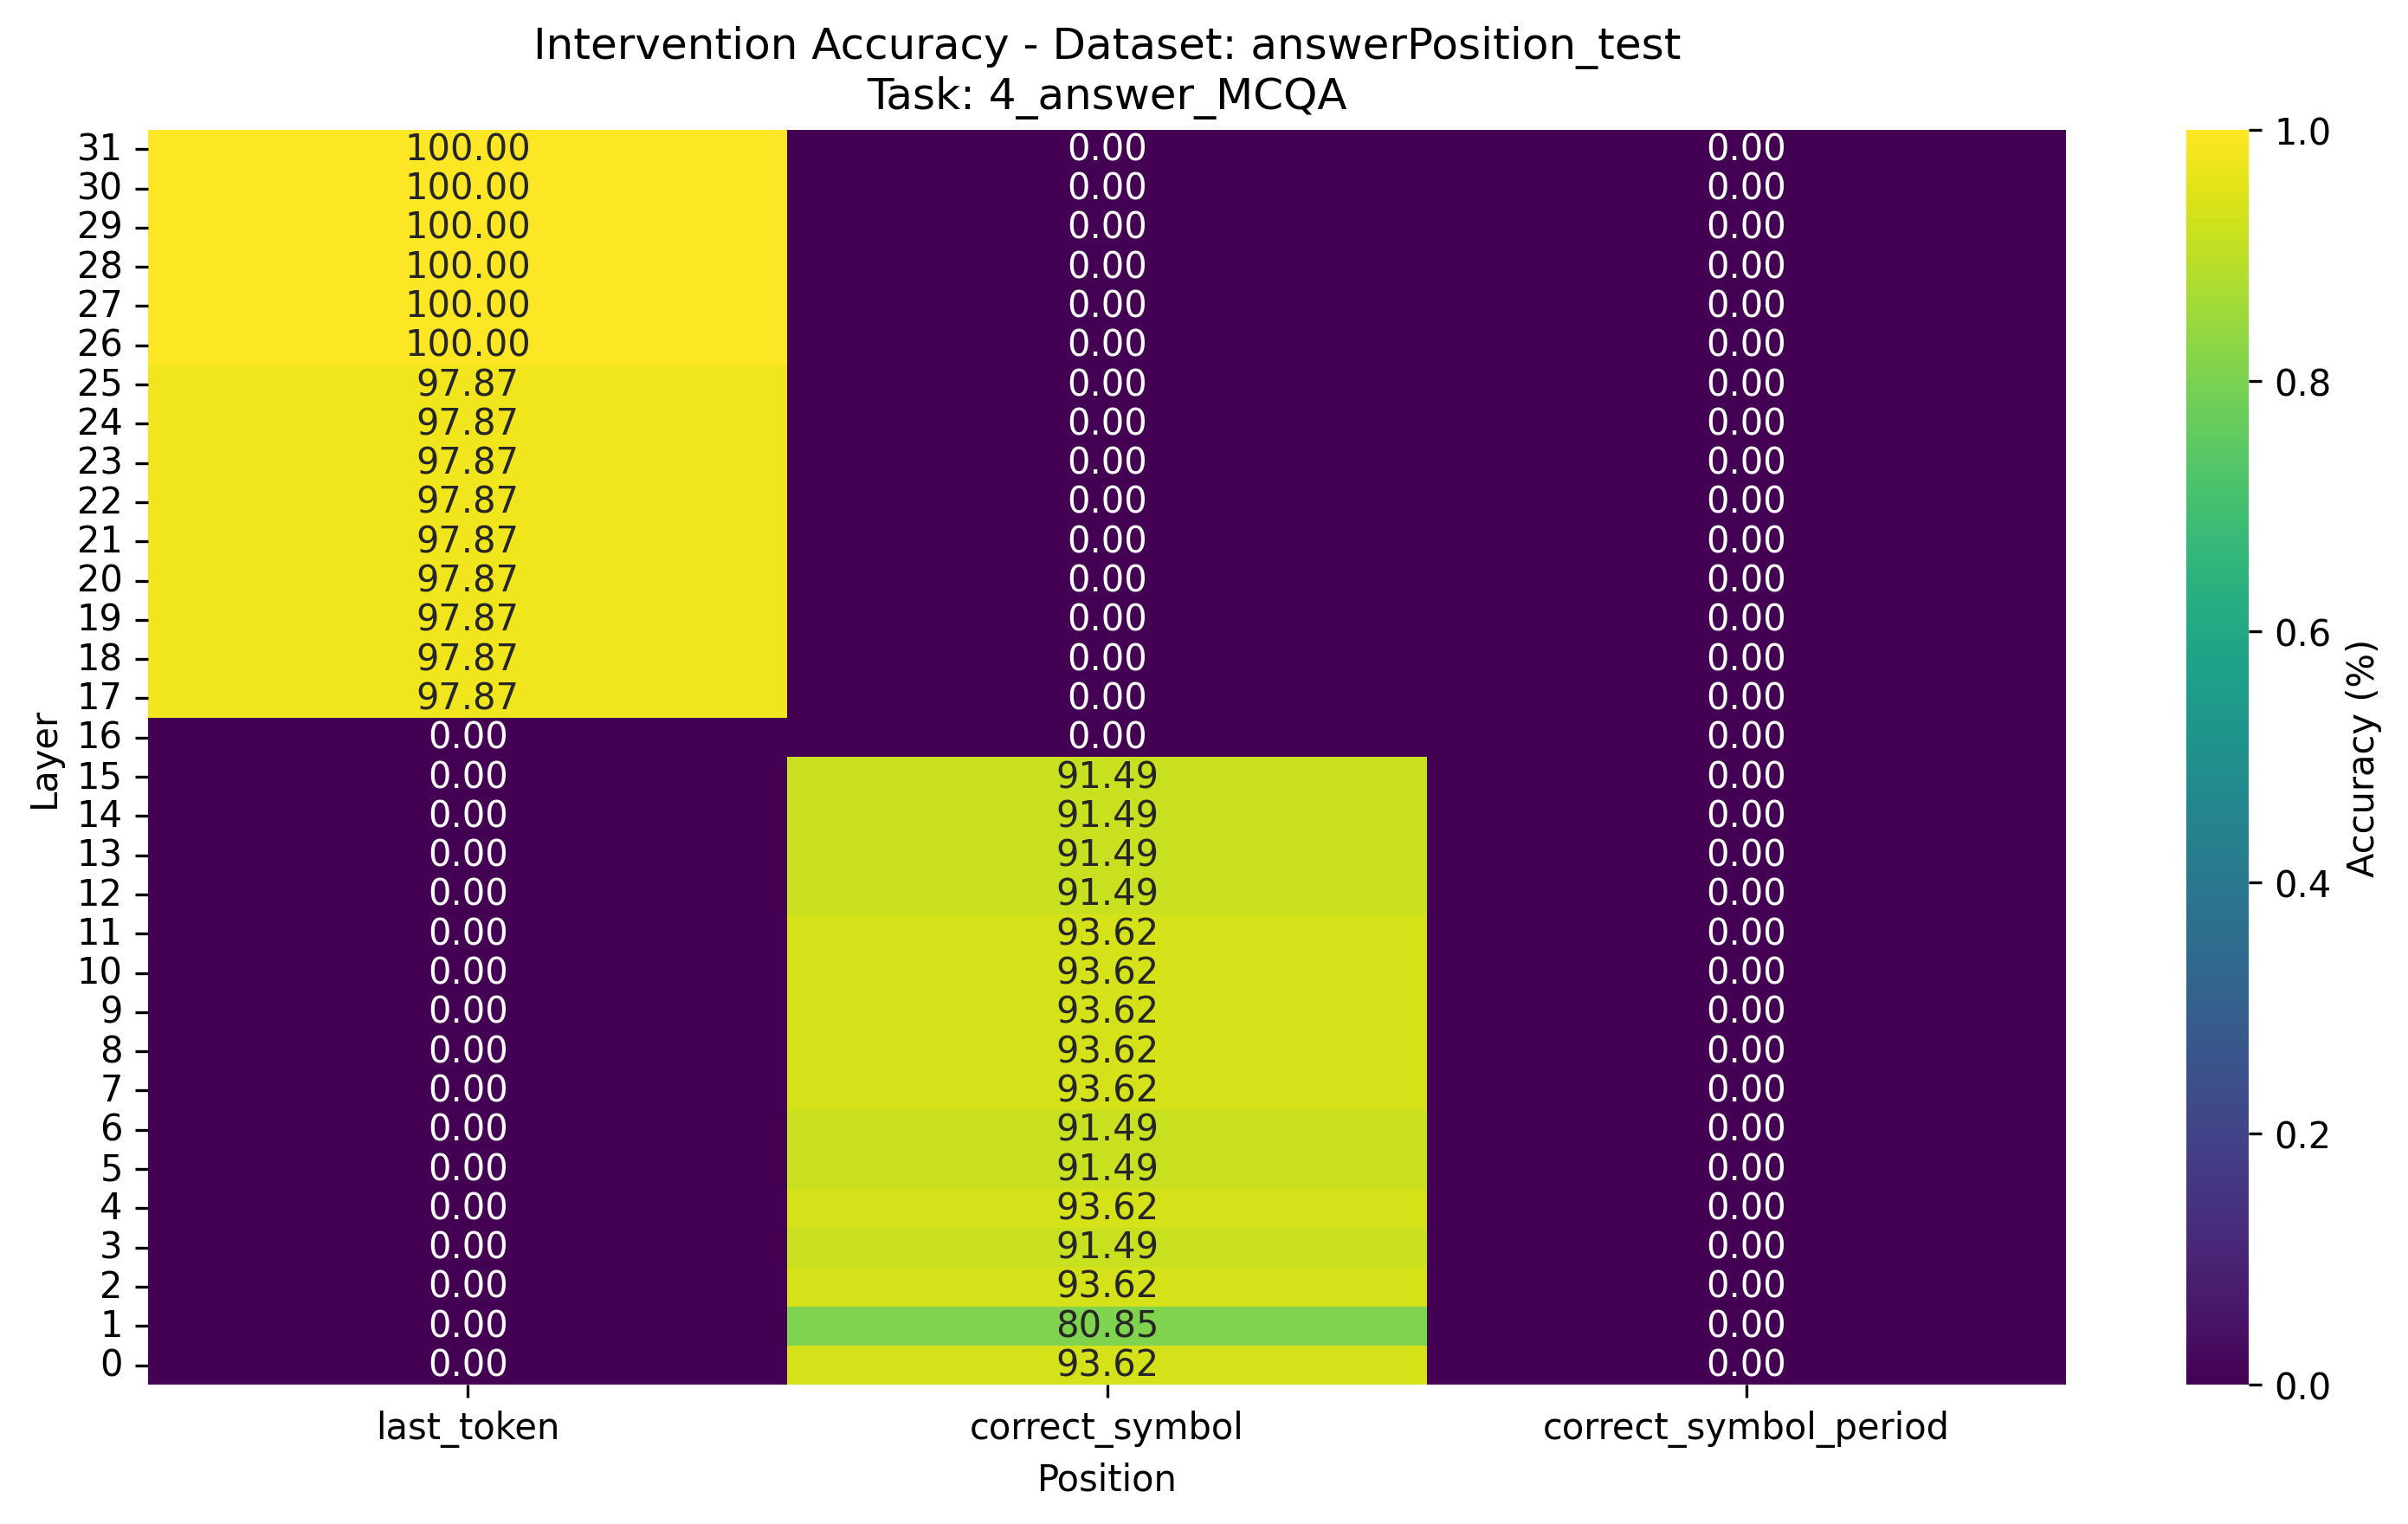 Intervention Accuracy - Dataset: answerPosition_test
Task: 4_answer_MCQA
31 100.00 0.00 0.00 1.0
30 100.00 0.00 0.00
29 100.00 0.00 0.00
28 100.00 0.00 0.00
27 100.00 0.00 0.00
26 100.00 0.00 0.00
25 97.87 0.00 0.00 0.8
24 97.87 0.00 0.00
23 97.87 0.00 0.00
22 97.87 0.00 0.00
21 97.87 0.00 0.00
20 97.87 0.00 0.00
19 97.87 0.00 0.00 0.6
18 97.87 0.00 0.00
17 97.87 0.00 0.00
16 0.00 0.00 0.00
15 0.00 91.49 0.00
14 0.00 91.49 0.00
13 0.00 91.49 0.00
12 0.00 91.49 0.00 0.4
11 0.00 93.62 0.00
10 0.00 93.62 0.00
9 0.00 93.62 0.00
8 0.00 93.62 0.00
7 0.00 93.62 0.00
6 0.00 91.49 0.00 0.2
5 0.00 91.49 0.00
4 0.00 93.62 0.00
3 0.00 91.49 0.00
2 0.00 93.62 0.00
1 0.00 80.85 0.00
0 0.00 93.62 0.00 0.0
Layer
Accuracy (%)
last_token correct_symbol correct_symbol_period
Position